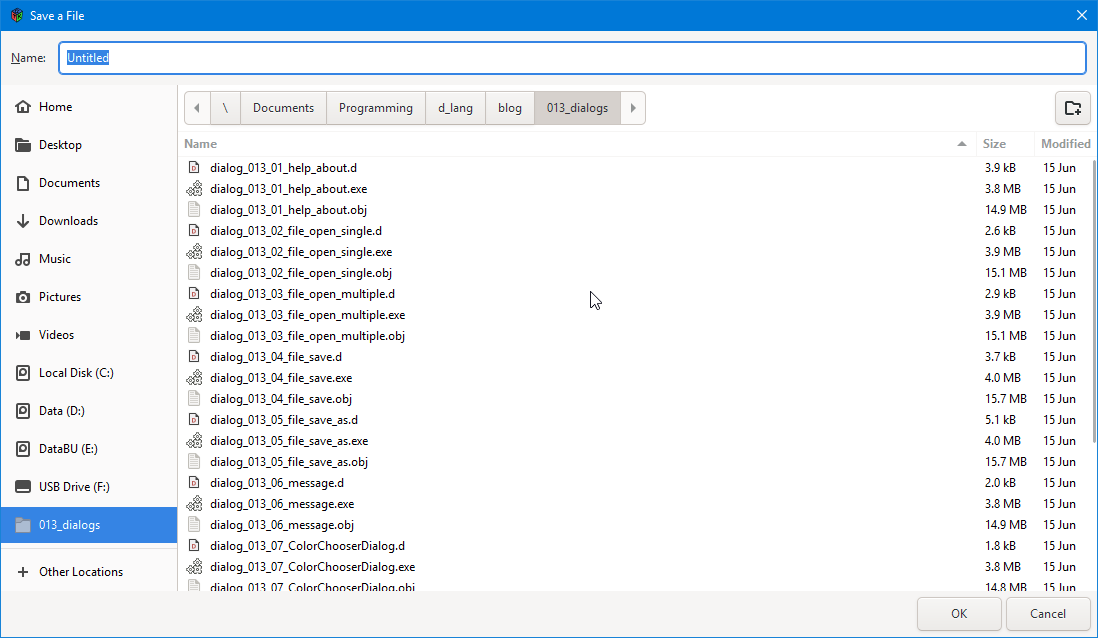 Save a File
Name: Untitled
Home
Desktop
Documents
Downloads
Music
Pictures
Videos
Local Disk (C:)
Data (D:)
DataBU (E:)
USB Drive (F:)
013_dialogs
Other Locations
\ Documents Programming d_lang blog 013_dialogs
Name Size Modified
dialog_013_01_help_about.d 3.9 kB 15 Jun
dialog_013_01_help_about.exe 3.8 MB 15 Jun
dialog_013_01_help_about.obj 14.9 MB 15 Jun
dialog_013_02_file_open_single.d 2.6 kB 15 Jun
dialog_013_02_file_open_single.exe 3.9 MB 15 Jun
dialog_013_02_file_open_single.obj 15.1 MB 15 Jun
dialog_013_03_file_open_multiple.d 2.9 kB 15 Jun
dialog_013_03_file_open_multiple.exe 3.9 MB 15 Jun
dialog_013_03_file_open_multiple.obj 15.1 MB 15 Jun
dialog_013_04_file_save.d 3.7 kB 15 Jun
dialog_013_04_file_save.exe 4.0 MB 15 Jun
dialog_013_04_file_save.obj 15.7 MB 15 Jun
dialog_013_05_file_save_as.d 5.1 kB 15 Jun
dialog_013_05_file_save_as.exe 4.0 MB 15 Jun
dialog_013_05_file_save_as.obj 15.7 MB 15 Jun
dialog_013_06_message.d 2.0 kB 15 Jun
dialog_013_06_message.exe 3.8 MB 15 Jun
dialog_013_06_message.obj 14.9 MB 15 Jun
dialog_013_07_ColorChooserDialog.d 1.8 kB 15 Jun
dialog_013_07_ColorChooserDialog.exe 3.8 MB 15 Jun
dialog_013_07_ColorChooserDialog.obj 14.8 MB 15 Jun
OK Cancel